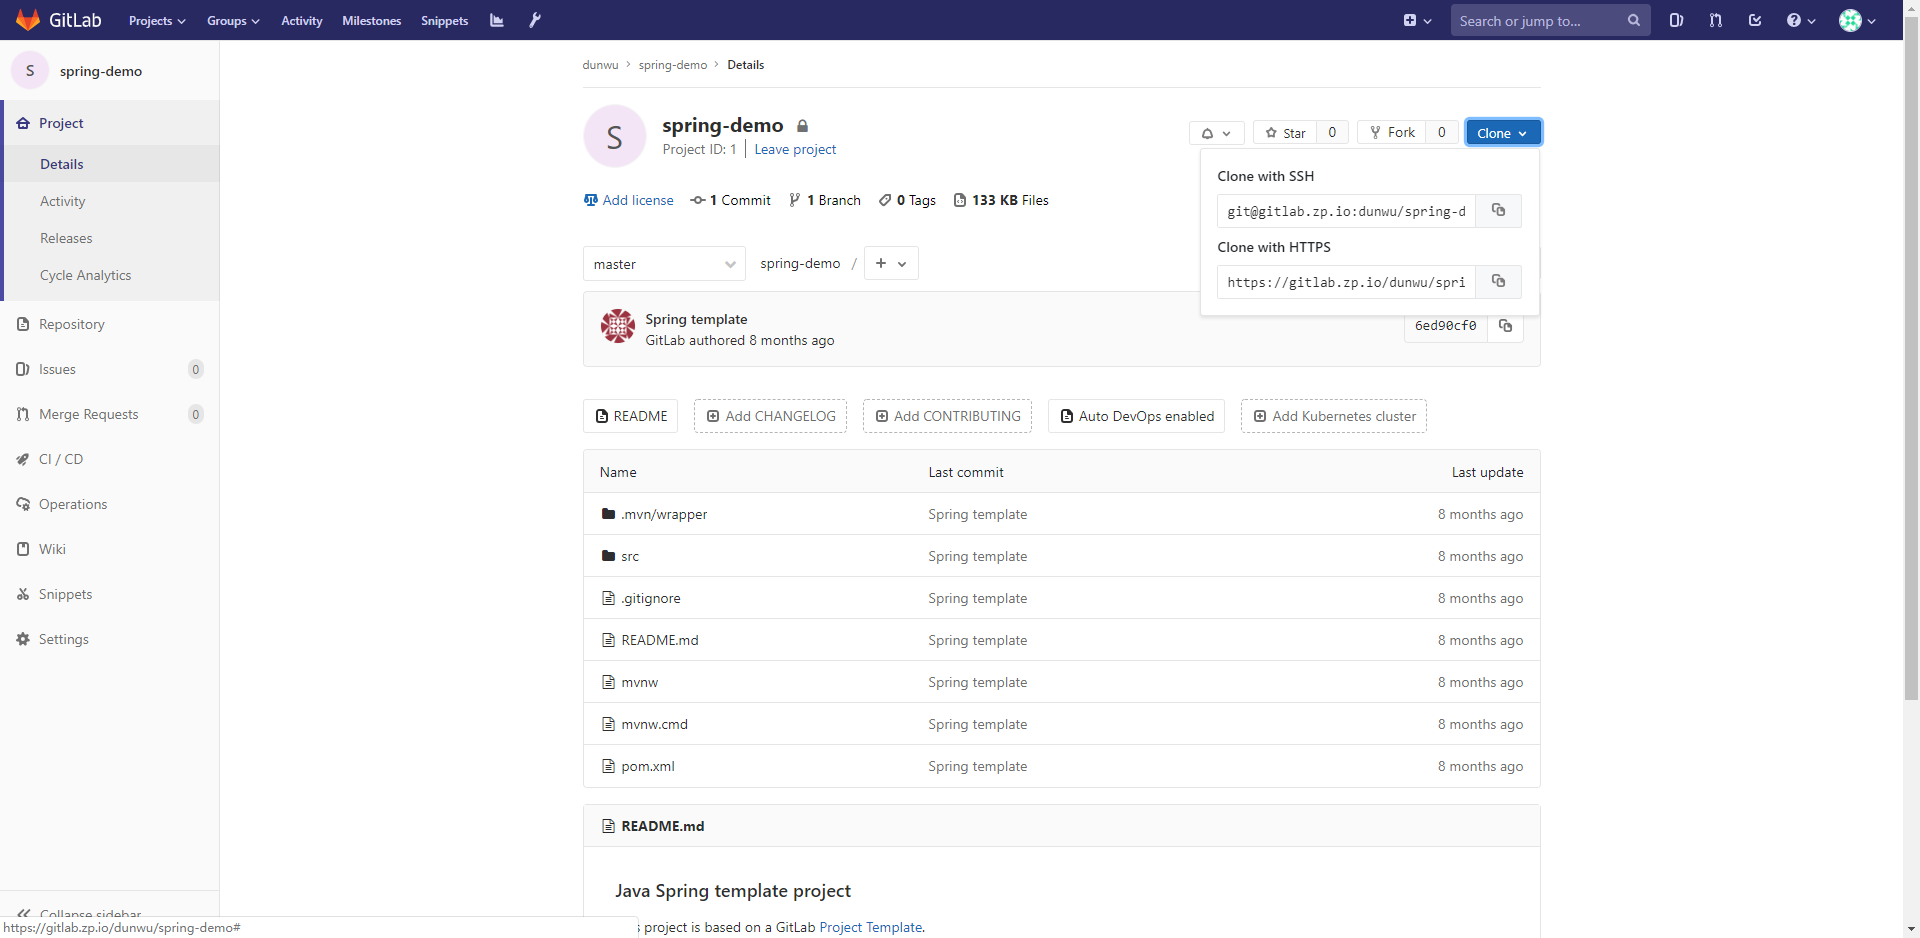 GitLab Projects Groups Activity Milestones Snippets Search or jump to...
S spring-demo
Project
Details
Activity
Releases
Cycle Analytics
Repository
Issues 0
Merge Requests 0
CI / CD
Operations
Wiki
Snippets
Settings
Collapse sidebar
https://gitlab.zp.io/dunwu/spring-demo#
dunwu > spring-demo > Details
S
spring-demo
Project ID: 1 | Leave project
Star 0 Fork 0 Clone
Clone with SSH
git@gitlab.zp.io:dunwu/spring-d
Clone with HTTPS
https://gitlab.zp.io/dunwu/spri
Add license 1 Commit 1 Branch 0 Tags 133 KB Files
master spring-demo / +
Spring template
GitLab authored 8 months ago
6ed90cf0
README Add CHANGELOG Add CONTRIBUTING Auto DevOps enabled Add Kubernetes cluster
Name Last commit Last update
.mvn/wrapper Spring template 8 months ago
src Spring template 8 months ago
.gitignore Spring template 8 months ago
README.md Spring template 8 months ago
mvnw Spring template 8 months ago
mvnw.cmd Spring template 8 months ago
pom.xml Spring template 8 months ago
README.md
Java Spring template project
s project is based on a GitLab Project Template.